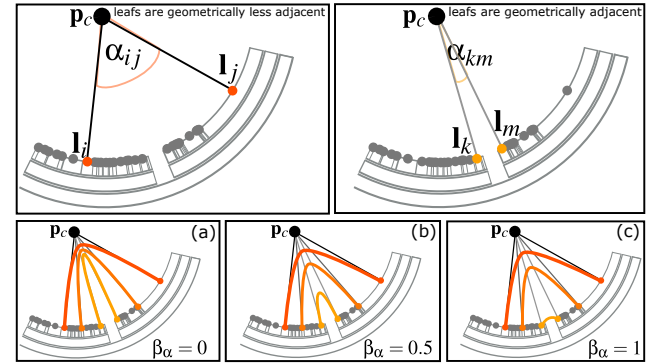 p_c leafs are geometrically less adjacent
α_ij
l_j
l_i
p_c leafs are geometrically adjacent
α_km
l_k l_m
p_c (a)
β_α = 0
p_c (b)
β_α = 0.5
p_c (c)
β_α = 1